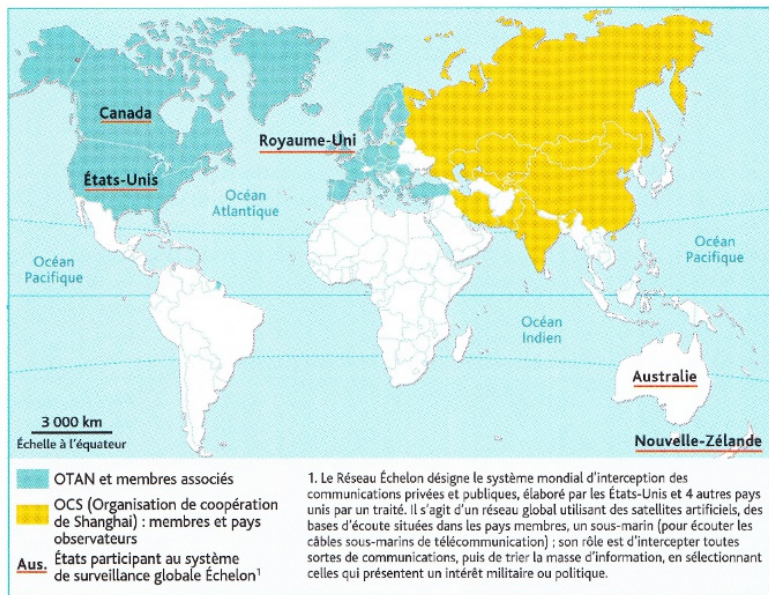 Canada
Royaume-Uni
États-Unis
Océan
Atlantique
Océan
Pacifique
Océan
Pacifique
Océan
Indien
Australie
Nouvelle-Zélande
3 000 km
Échelle à l'équateur
OTAN et membres associés
OCS (Organisation de coopération
de Shanghai) : membres et pays
observateurs
Aus. États participant au système
de surveillance globale Échelon¹
1. Le Réseau Échelon désigne le système mondial d'interception des
communications privées et publiques, élaboré par les États-Unis et 4 autres pays
unis par un traité. Il s'agit d'un réseau global utilisant des satellites artificiels, des
bases d'écoute situées dans les pays membres, un sous-marin (pour écouter les
câbles sous-marins de télécommunication) ; son rôle est d'intercepter toutes
sortes de communications, puis de trier la masse d'information, en sélectionnant
celles qui présentent un intérêt militaire ou politique.